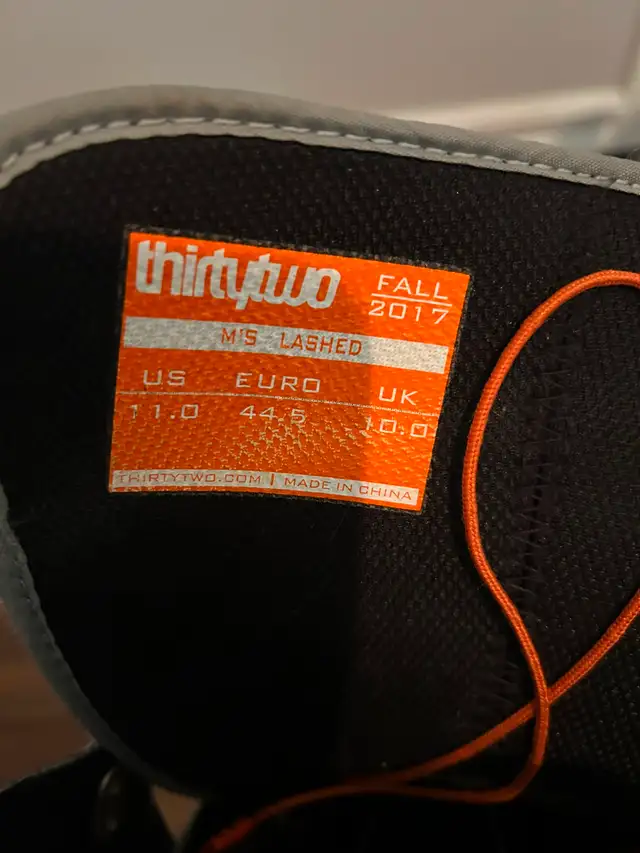 thirtytwo
FALL
2017
M'S LASHED
US EURO UK
11.0 44.5 10.0
THIRTYTWO.COM | MADE IN CHINA